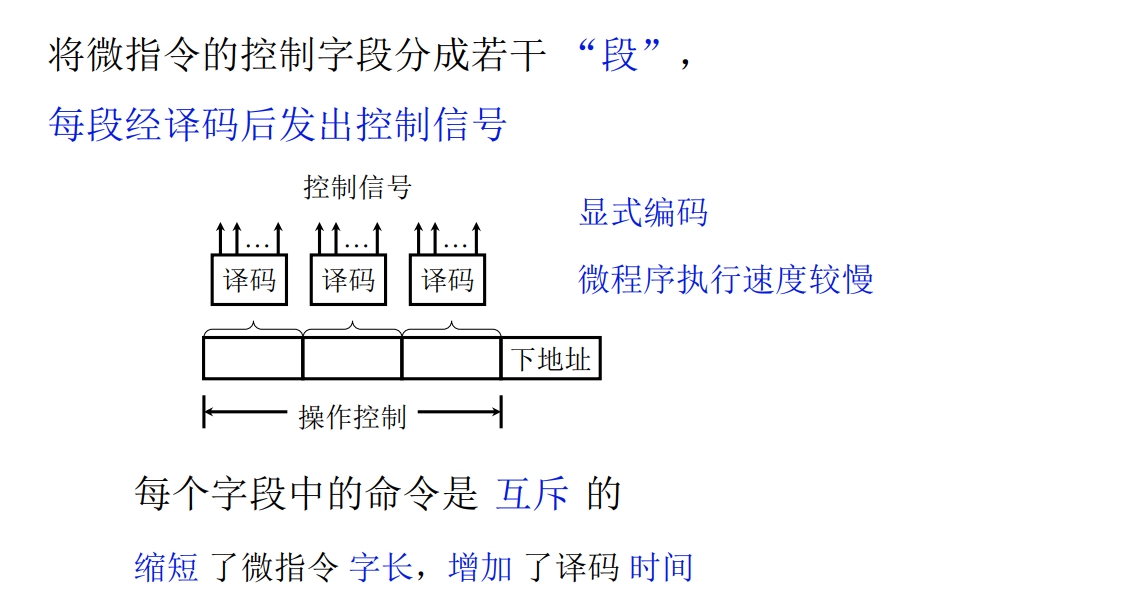 将微指令的控制字段分成若干 “段”，
每段经译码后发出控制信号
控制信号
显式编码
… … …
译码 译码 译码
微程序执行速度较慢
下地址
操作控制
每个字段中的命令是 互斥 的
缩短 了微指令 字长，增加 了译码 时间